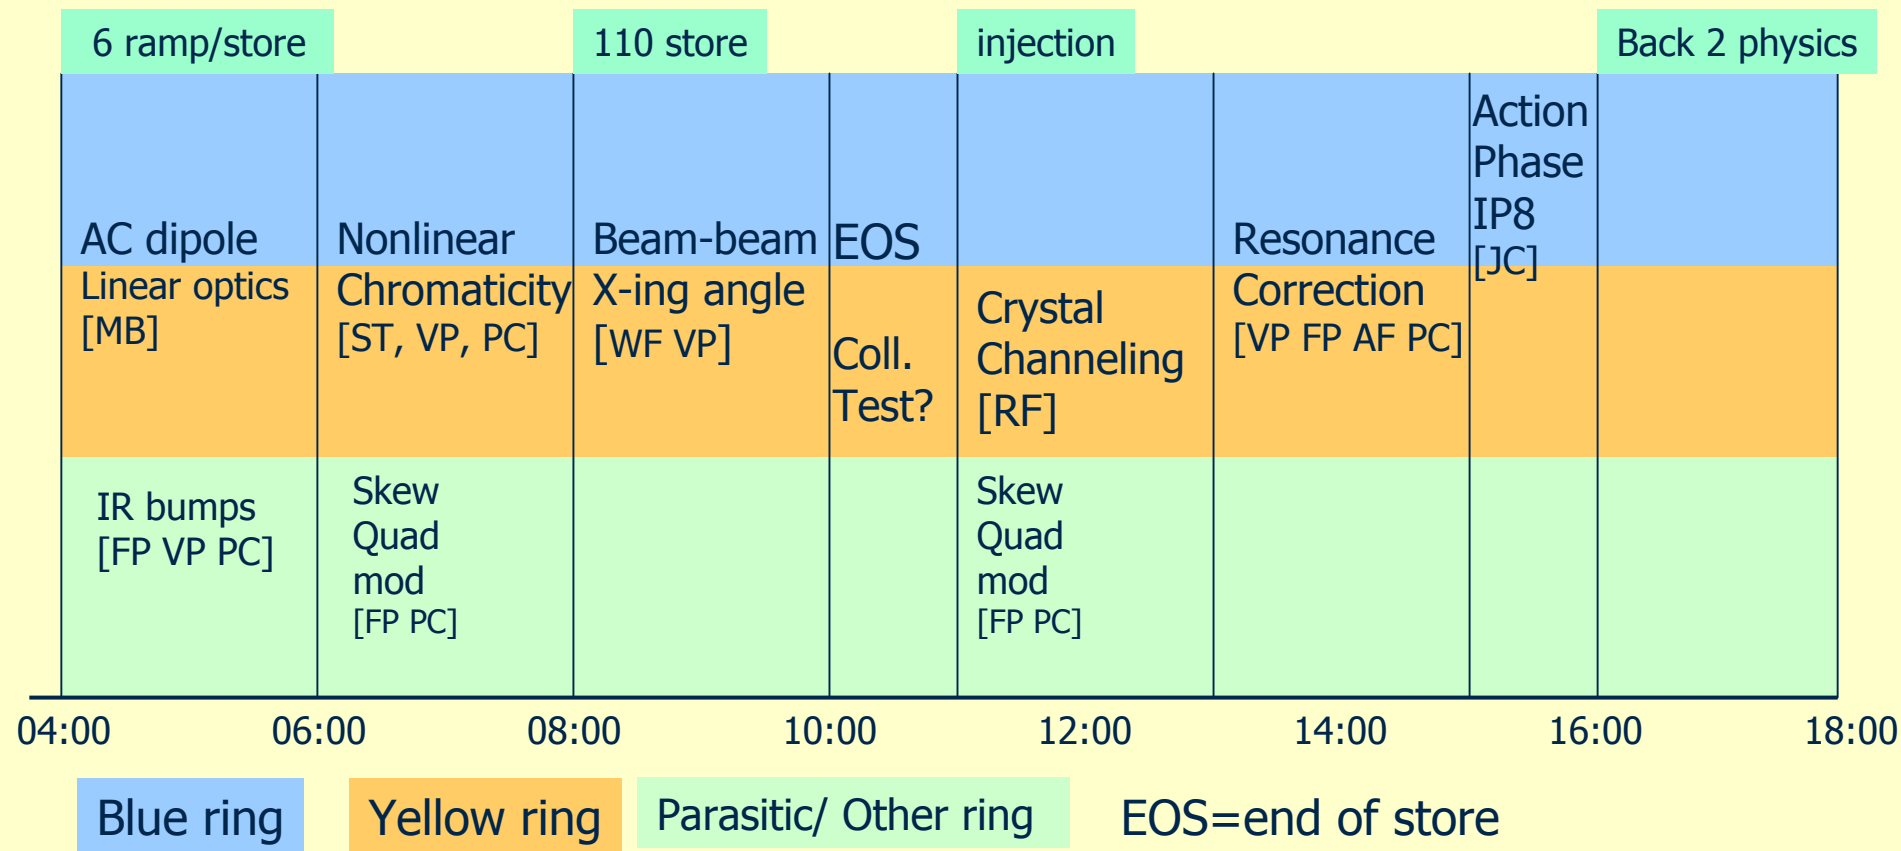 6 ramp/store
110 store
injection
Back 2 physics
AC dipole
Linear optics
[MB]
Nonlinear
Chromaticity
[ST, VP, PC]
Beam-beam
X-ing angle
[WF VP]
EOS
Coll.
Test?
Crystal
Channeling
[RF]
Resonance
Correction
[VP FP AF PC]
Action
Phase
IP8
[JC]
IR bumps
[FP VP PC]
Skew
Quad
mod
[FP PC]
Skew
Quad
mod
[FP PC]
04:00
06:00
08:00
10:00
12:00
14:00
16:00
18:00
Blue ring
Yellow ring
Parasitic/ Other ring
EOS=end of store